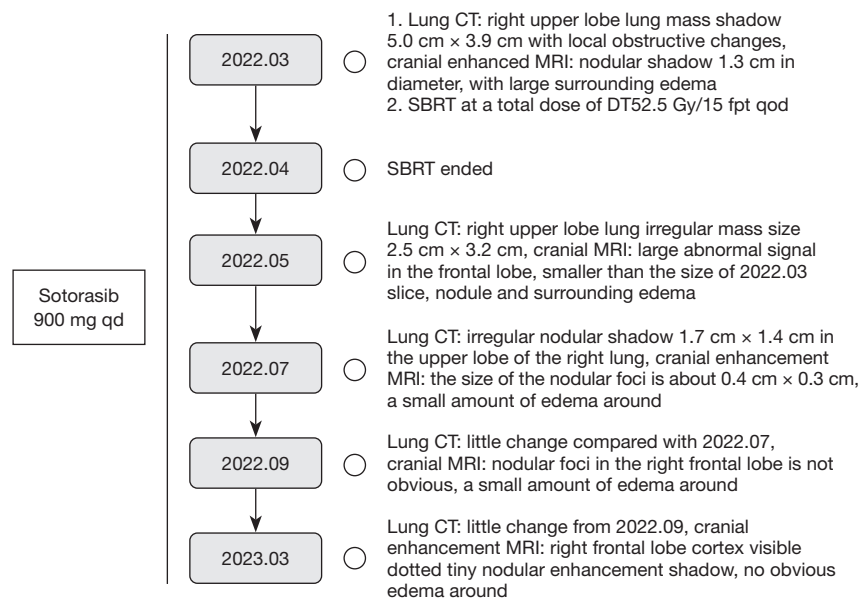 2022.03
1. Lung CT: right upper lobe lung mass shadow
5.0 cm × 3.9 cm with local obstructive changes,
cranial enhanced MRI: nodular shadow 1.3 cm in
diameter, with large surrounding edema
2. SBRT at a total dose of DT52.5 Gy/15 fpt qod
2022.04
SBRT ended
2022.05
Lung CT: right upper lobe lung irregular mass size
2.5 cm × 3.2 cm, cranial MRI: large abnormal signal
in the frontal lobe, smaller than the size of 2022.03
slice, nodule and surrounding edema
Sotorasib
900 mg qd
2022.07
Lung CT: irregular nodular shadow 1.7 cm × 1.4 cm in
the upper lobe of the right lung, cranial enhancement
MRI: the size of the nodular foci is about 0.4 cm × 0.3 cm,
a small amount of edema around
2022.09
Lung CT: little change compared with 2022.07,
cranial MRI: nodular foci in the right frontal lobe is not
obvious, a small amount of edema around
2023.03
Lung CT: little change from 2022.09, cranial
enhancement MRI: right frontal lobe cortex visible
dotted tiny nodular enhancement shadow, no obvious
edema around